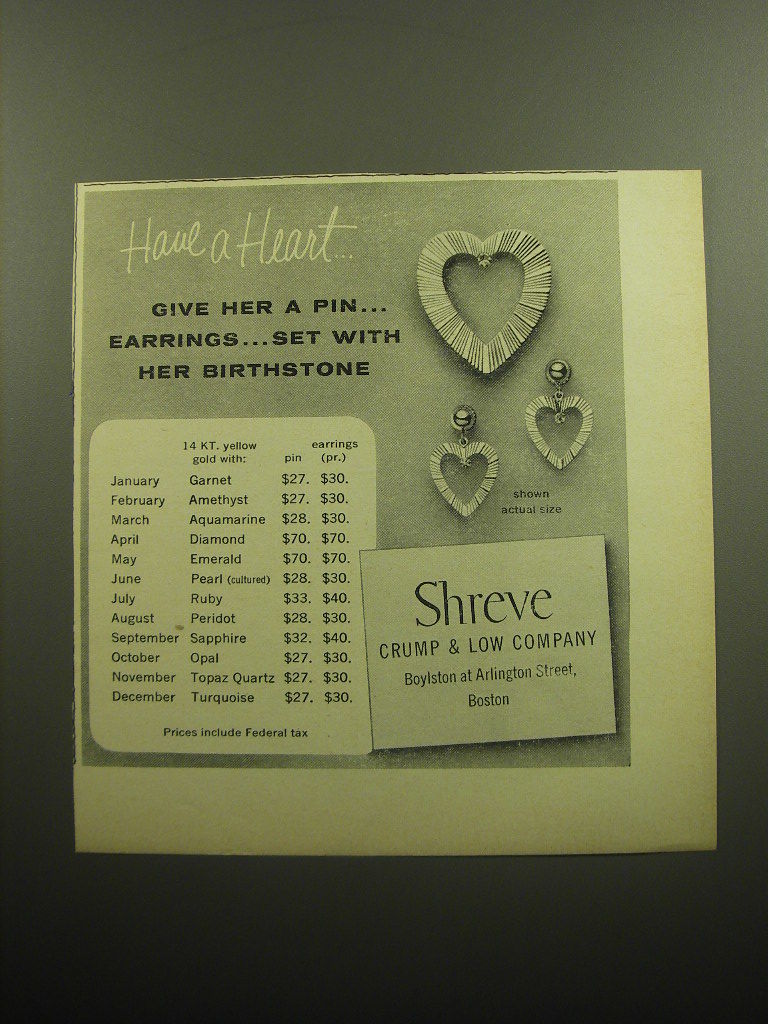 Have a Heart...
GIVE HER A PIN...
EARRINGS...SET WITH
HER BIRTHSTONE
14 KT. yellow gold with: pin earrings (pr.)
January Garnet $27. $30.
February Amethyst $27. $30.
March Aquamarine $28. $30.
April Diamond $70. $70.
May Emerald $70. $70.
June Pearl (cultured) $28. $30.
July Ruby $33. $40.
August Peridot $28. $30.
September Sapphire $32. $40.
October Opal $27. $30.
November Topaz Quartz $27. $30.
December Turquoise $27. $30.
Prices include Federal tax
shown
actual size
Shreve
CRUMP & LOW COMPANY
Boylston at Arlington Street,
Boston